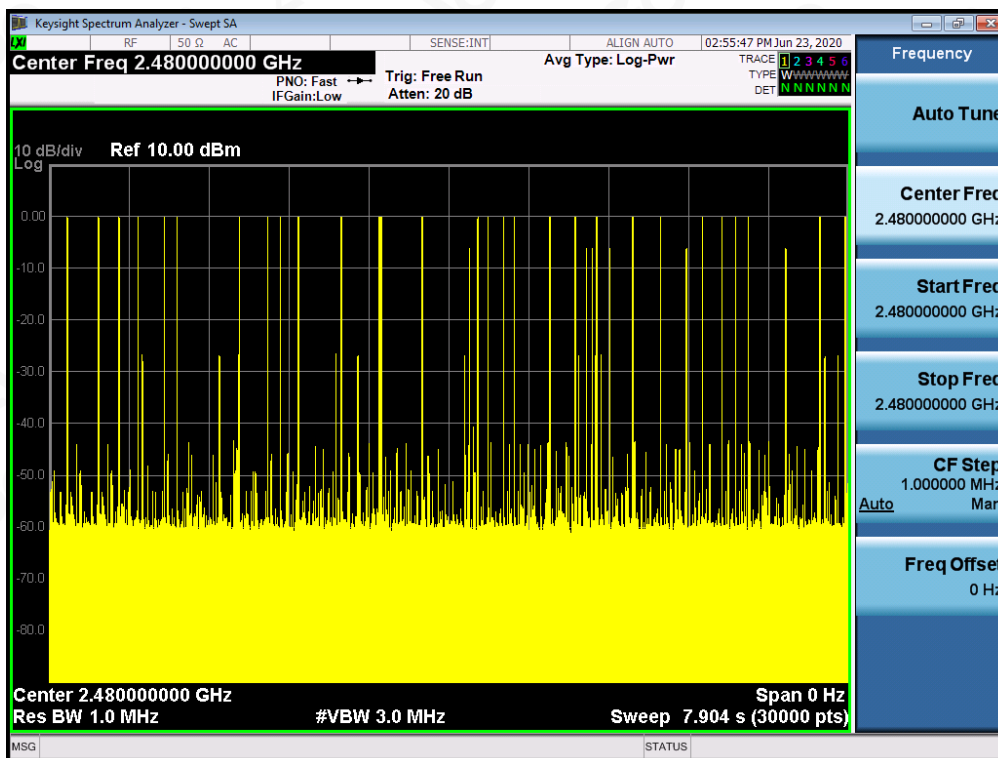 Keysight Spectrum Analyzer - Swept SA
LXI RF 50 Ω AC SENSE:INT ALIGN AUTO 02:55:47 PM Jun 23, 2020
Center Freq 2.480000000 GHz Avg Type: Log-Pwr TRACE 1 2 3 4 5 6
PNO: Fast Trig: Free Run TYPE WWWWWW
IFGain:Low Atten: 20 dB DET N N N N N N
10 dB/div Ref 10.00 dBm
Log
0.00
-10.0
-20.0
-30.0
-40.0
-50.0
-60.0
-70.0
-80.0
Center 2.480000000 GHz Span 0 Hz
Res BW 1.0 MHz #VBW 3.0 MHz Sweep 7.904 s (30000 pts)
MSG STATUS
Frequency
Auto Tune
Center Freq
2.480000000 GHz
Start Freq
2.480000000 GHz
Stop Freq
2.480000000 GHz
CF Step
1.000000 MHz
Auto Man
Freq Offset
0 Hz